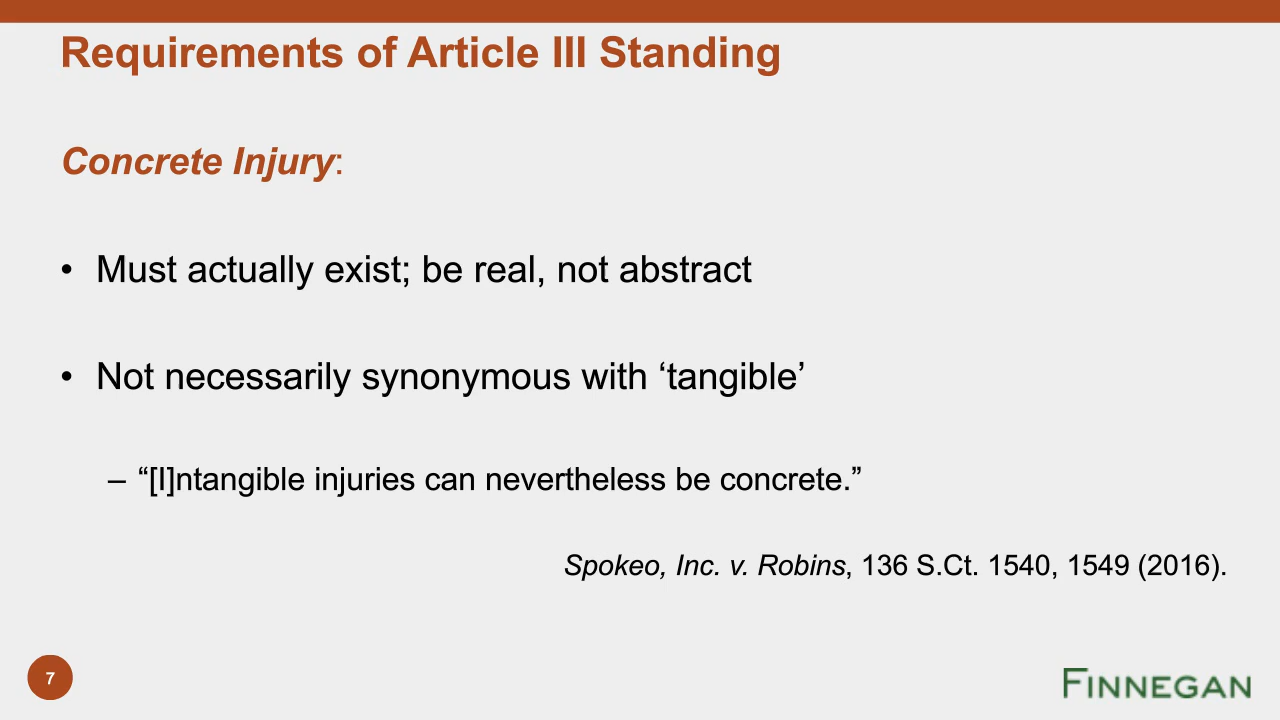 Requirements of Article III Standing
Concrete Injury:
• Must actually exist; be real, not abstract
• Not necessarily synonymous with ‘tangible’
– “[I]ntangible injuries can nevertheless be concrete.”
Spokeo, Inc. v. Robins, 136 S.Ct. 1540, 1549 (2016).
7
FINNEGAN